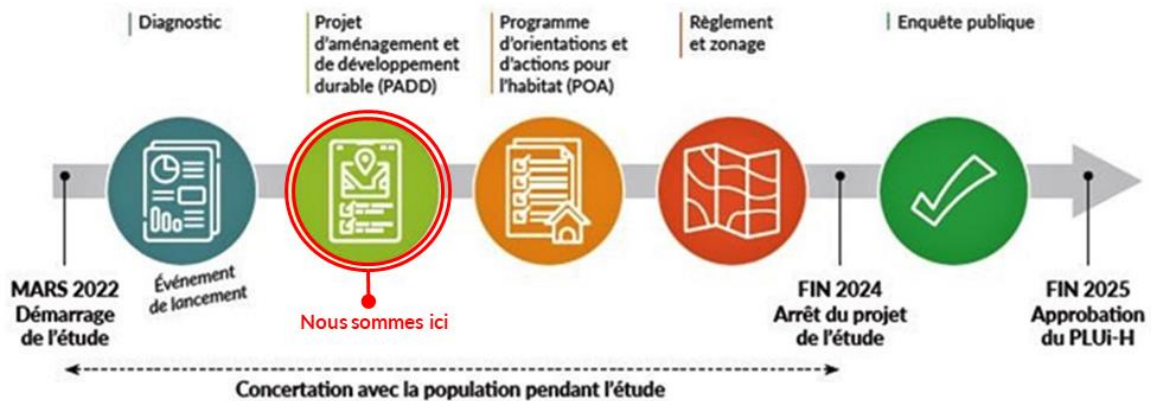 Diagnostic
Projet
d'aménagement et
de développement
durable (PADD)
Programme
d'orientations et
d'actions pour
l'habitat (POA)
Règlement
et zonage
Enquête publique
MARS 2022
Démarrage
de l'étude
Événement
de lancement
Nous sommes ici
FIN 2024
Arrêt du projet
de l'étude
FIN 2025
Approbation
du PLUi-H
Concertation avec la population pendant l'étude